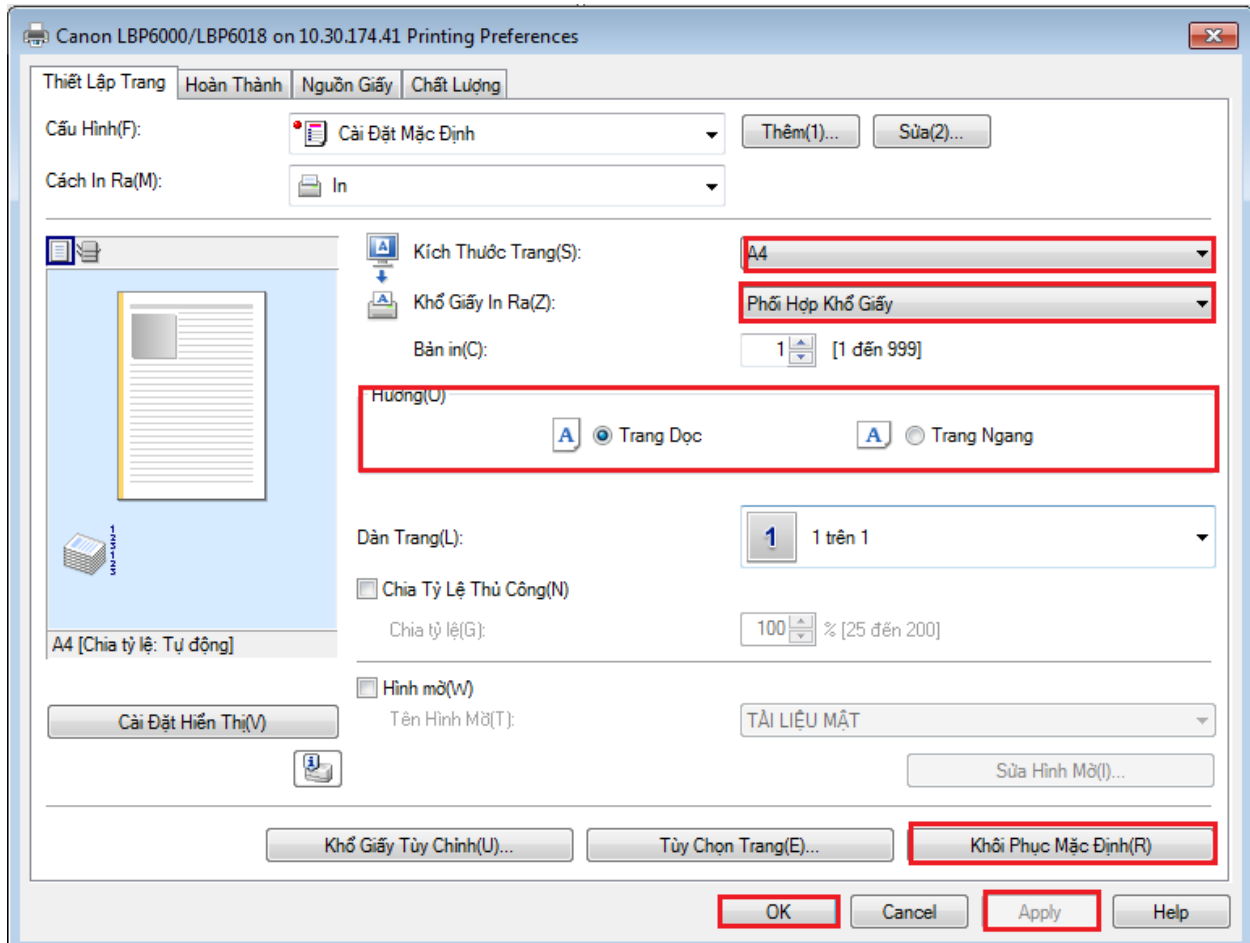 Canon LBP6000/LBP6018 on 10.30.174.41 Printing Preferences
Thiết Lập Trang Hoàn Thành Nguồn Giấy Chất Lượng
Cấu Hình(F): Cài Đặt Mặc Định Thêm(1)... Sửa(2)...
Cách In Ra(M): In
Kích Thước Trang(S): A4
Khổ Giấy In Ra(Z): Phối Hợp Khổ Giấy
Bản in(C): 1 [1 đến 999]
Hướng(O)
A Trang Dọc A Trang Ngang
Dàn Trang(L): 1 1 trên 1
Chia Tỷ Lệ Thủ Công(N)
Chia tỷ lệ(G): 100 % [25 đến 200]
A4 [Chia tỷ lệ: Tự động]
Hình mờ(W)
Cài Đặt Hiển Thị(V) Tên Hình Mờ(T): TÀI LIỆU MẬT
Sửa Hình Mờ(I)...
Khổ Giấy Tùy Chỉnh(U)... Tùy Chọn Trang(E)... Khôi Phục Mặc Định(R)
OK Cancel Apply Help